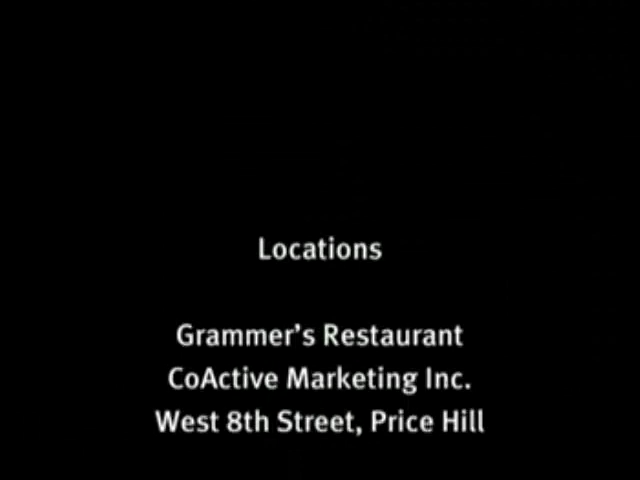 Locations
Grammer's Restaurant
CoActive Marketing Inc.
West 8th Street, Price Hill